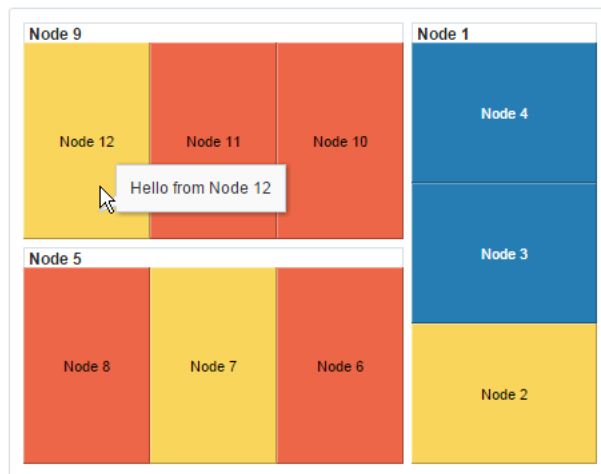 Node 9
Node 12
Node 11
Node 10
Hello from Node 12
Node 5
Node 8
Node 7
Node 6
Node 1
Node 4
Node 3
Node 2